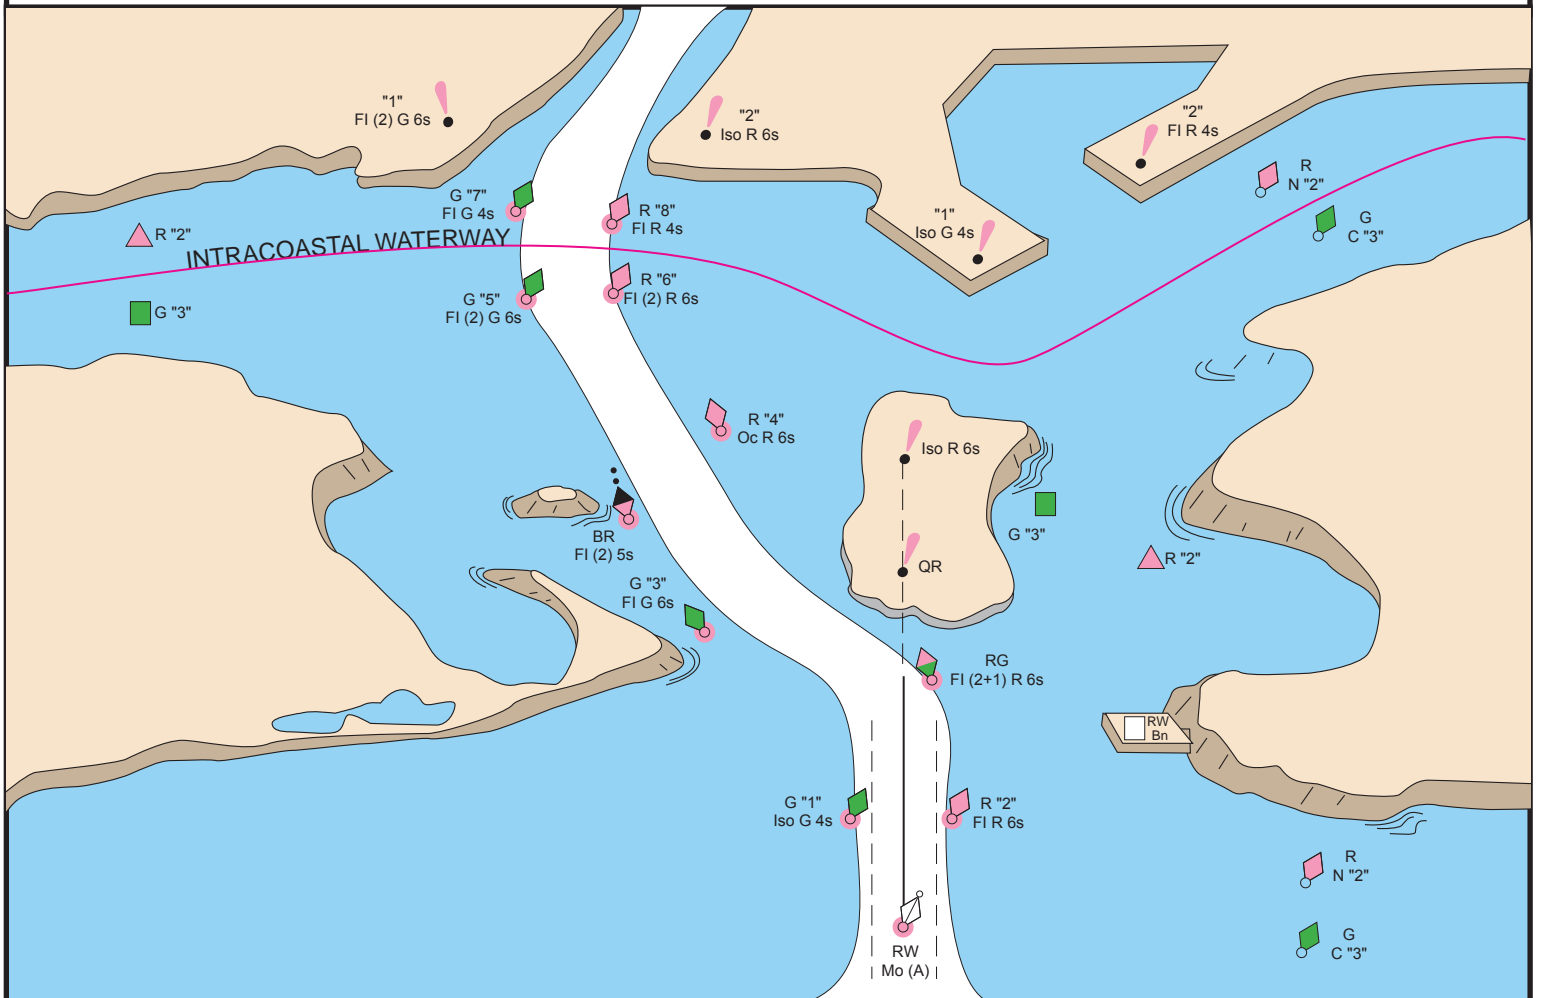 "1"
Fl (2) G 6s
"2"
Iso R 6s
"2"
Fl R 4s
R
N "2"
G
C "3"
G "7"
Fl G 4s
R "8"
Fl R 4s
"1"
Iso G 4s
R "2"
INTRACOASTAL WATERWAY
G "3"
G "5"
Fl (2) G 6s
R "6"
Fl (2) R 6s
R "4"
Oc R 6s
Iso R 6s
BR
Fl (2) 5s
G "3"
R "2"
QR
G "3"
Fl G 6s
RG
Fl (2+1) R 6s
RW
Bn
G "1"
Iso G 4s
R "2"
Fl R 6s
R
N "2"
G
C "3"
RW
Mo (A)